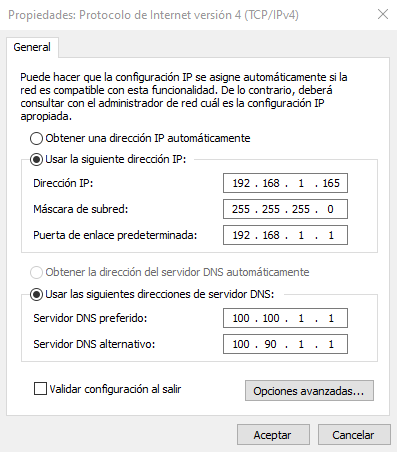 Propiedades: Protocolo de Internet versión 4 (TCP/IPv4)
General
Puede hacer que la configuración IP se asigne automáticamente si la
red es compatible con esta funcionalidad. De lo contrario, deberá
consultar con el administrador de red cuál es la configuración IP
apropiada.
Obtener una dirección IP automáticamente
Usar la siguiente dirección IP:
Dirección IP: 192 . 168 . 1 . 165
Máscara de subred: 255 . 255 . 255 . 0
Puerta de enlace predeterminada: 192 . 168 . 1 . 1
Obtener la dirección del servidor DNS automáticamente
Usar las siguientes direcciones de servidor DNS:
Servidor DNS preferido: 100 . 100 . 1 . 1
Servidor DNS alternativo: 100 . 90 . 1 . 1
Validar configuración al salir
Opciones avanzadas...
Aceptar
Cancelar